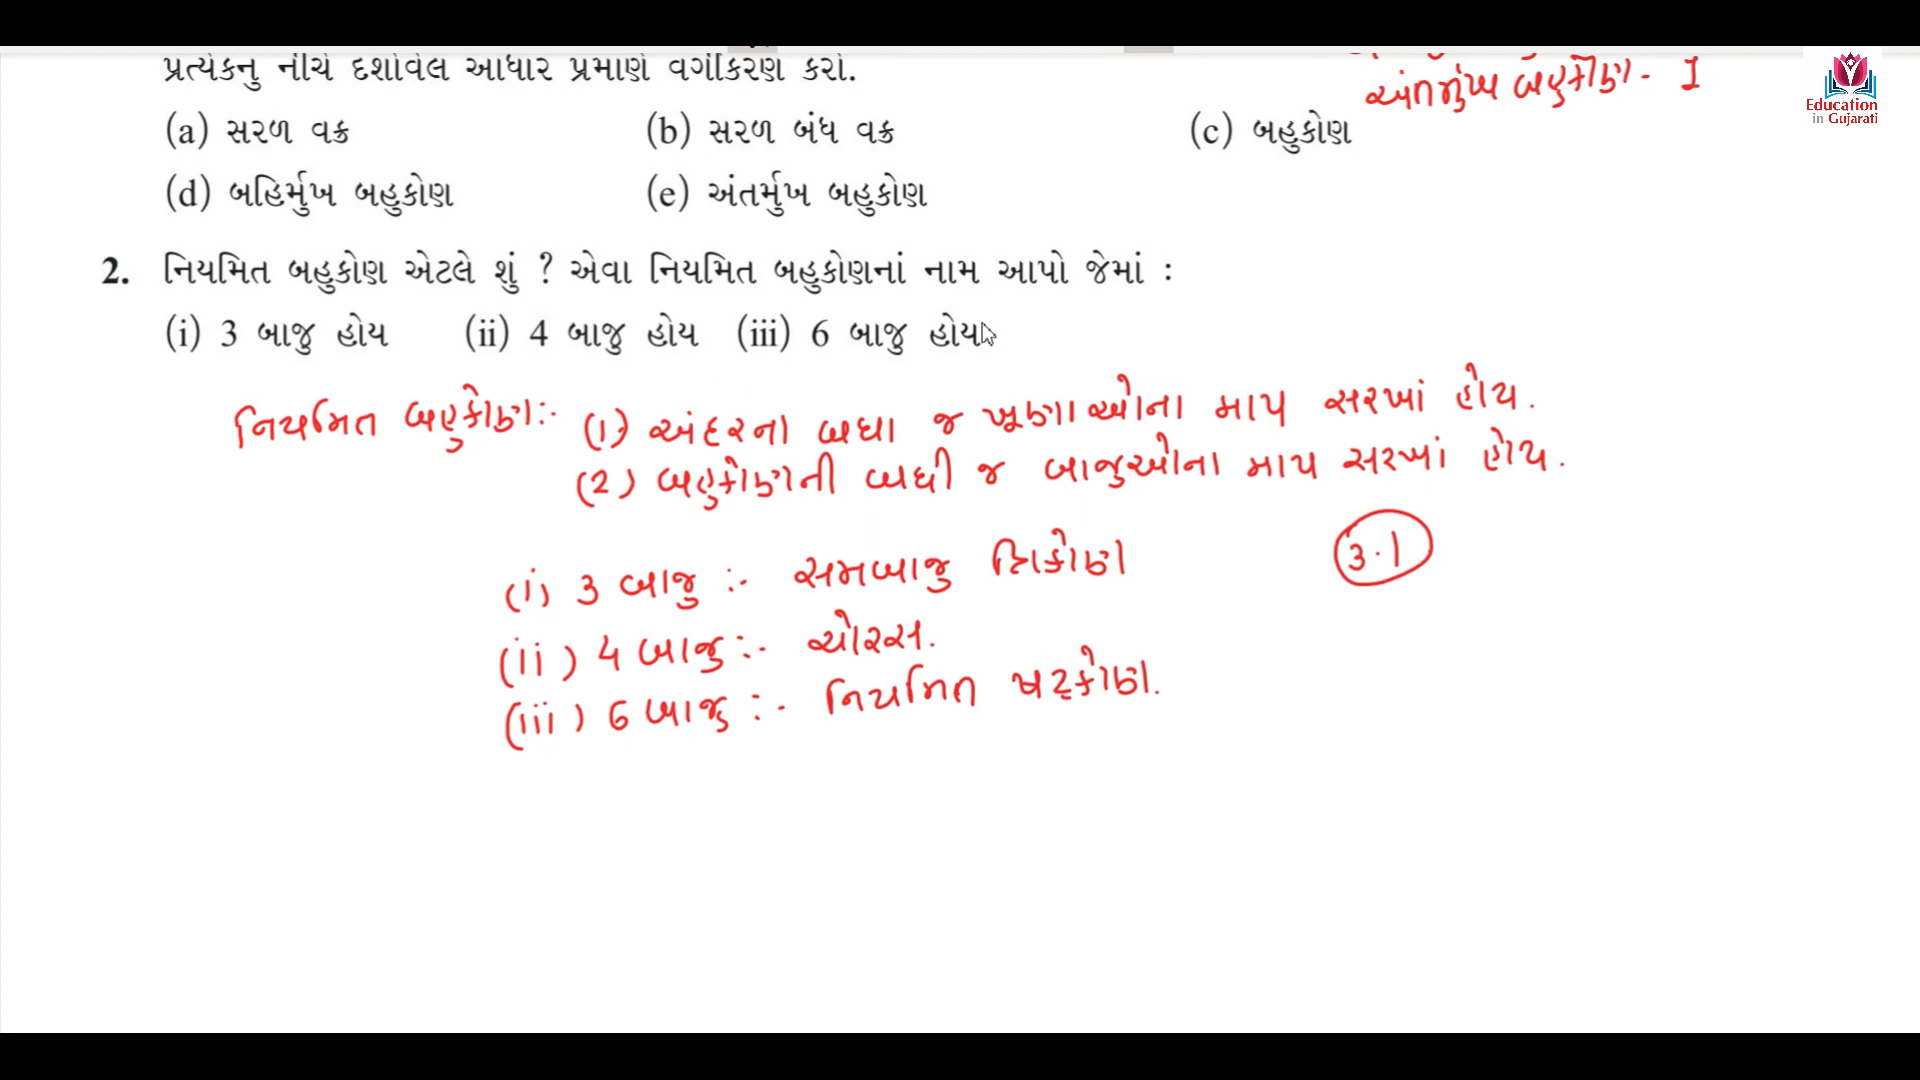 પ્રત્યેકનું નીચે દર્શાવેલ આધાર પ્રમાણે વર્ગીકરણ કરો.
અંતર્મુખ બહુકોણ - 1
Education
in Gujarati
(a) સરળ વક્ર (b) સરળ બંધ વક્ર (c) બહુકોણ
(d) બહિર્મુખ બહુકોણ (e) અંતર્મુખ બહુકોણ
2. નિયમિત બહુકોણ એટલે શું ? એવા નિયમિત બહુકોણનાં નામ આપો જેમાં :
(i) 3 બાજુ હોય (ii) 4 બાજુ હોય (iii) 6 બાજુ હોય
નિયમિત બહુકોણ :- (1) અંદરના બધા જ ખૂણાઓના માપ સરખાં હોય.
(2) બહુકોણની બધી જ બાજુઓના માપ સરખાં હોય.
(i) 3 બાજુ :- સમબાજુ ત્રિકોણ
3.1
(ii) 4 બાજુ :- ચોરસ.
(iii) 6 બાજુ :- નિયમિત ષટ્કોણ.